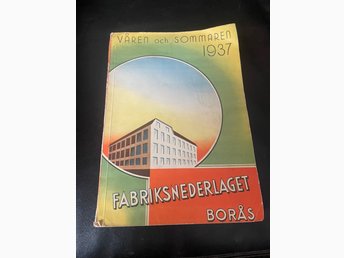 VÅREN och SOMMAREN
1937
FABRIKSNEDERLAGET
BORÅS